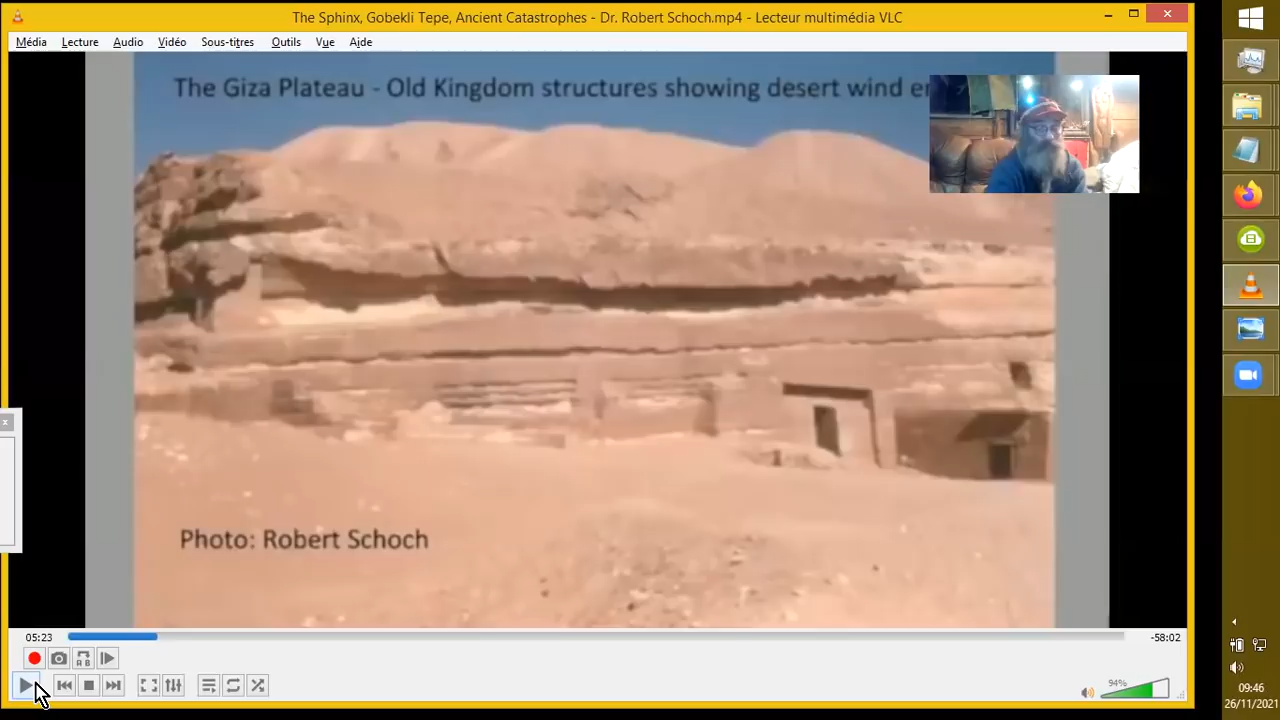 The Sphinx, Gobekli Tepe, Ancient Catastrophes - Dr. Robert Schoch.mp4 - Lecteur multimédia VLC
Média Lecture Audio Vidéo Sous-titres Outils Vue Aide
The Giza Plateau - Old Kingdom structures showing desert wind
Photo: Robert Schoch
05:23
-58:02
A B
94%
09:46
26/11/2021